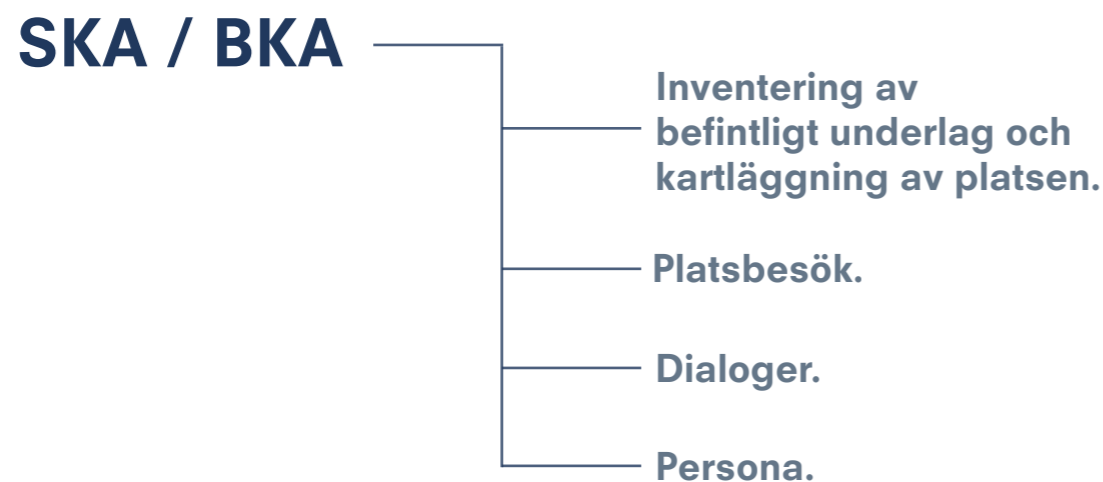 SKA / BKA
Inventering av
befintligt underlag och
kartläggning av platsen.
Platsbesök.
Dialoger.
Persona.